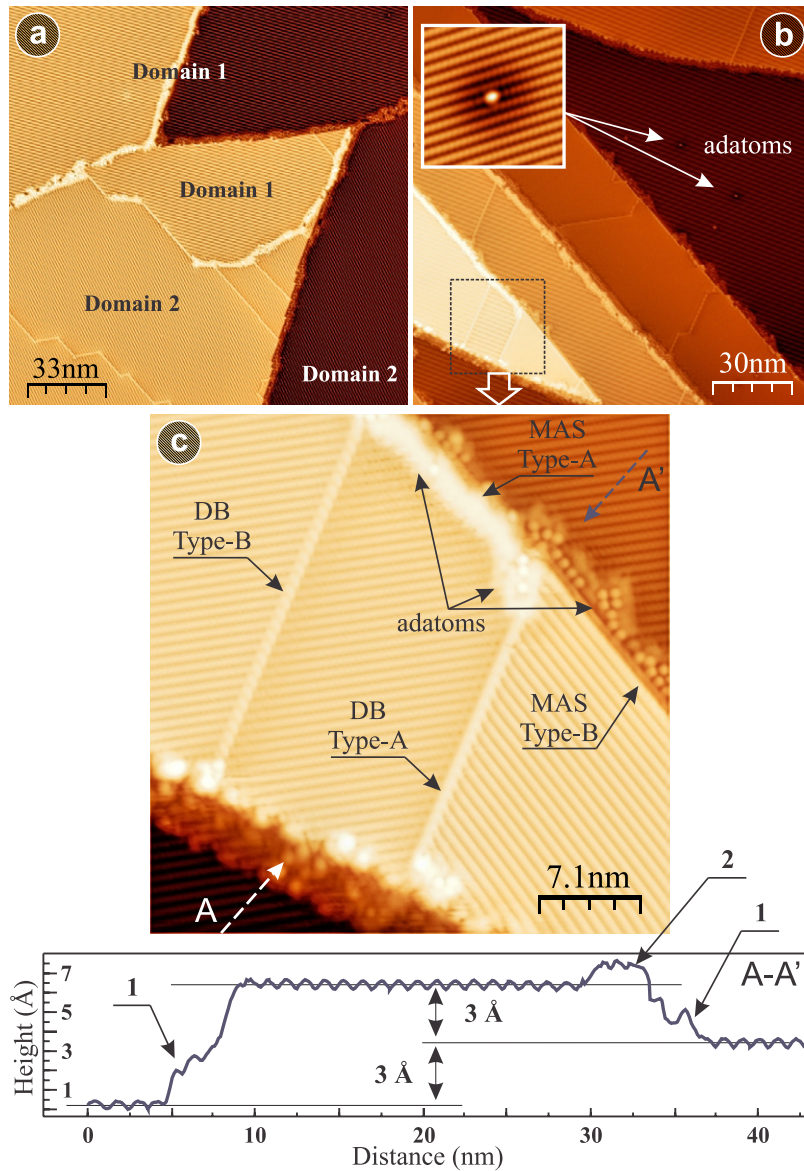 a
Domain 1
Domain 1
Domain 2
Domain 2
33nm
b
adatoms
30nm
c
MAS
Type-A
A'
DB
Type-B
adatoms
DB
Type-A
MAS
Type-B
A
7.1nm
2
1
1
A-A'
3 Å
3 Å
Height (Å)
7
5
3
1
0
10
20
30
40
Distance (nm)